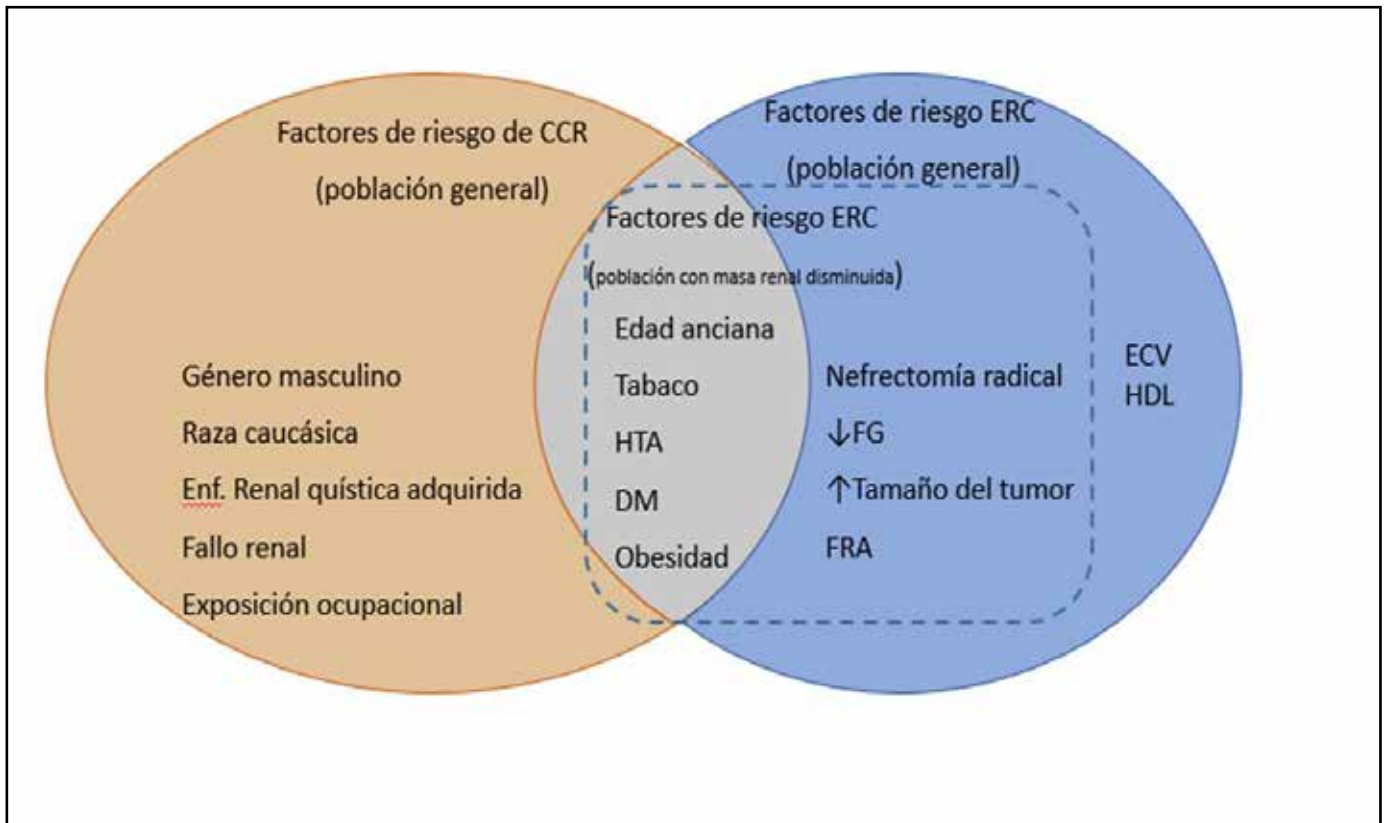 Factores de riesgo de CCR
(población general)
Género masculino
Raza caucásica
Enf. Renal quística adquirida
Fallo renal
Exposición ocupacional
Factores de riesgo ERC
(población general)
Factores de riesgo ERC
(población con masa renal disminuida)
Edad anciana
Tabaco
HTA
DM
Obesidad
Nefrectomía radical
↓FG
↑Tamaño del tumor
FRA
ECV
HDL